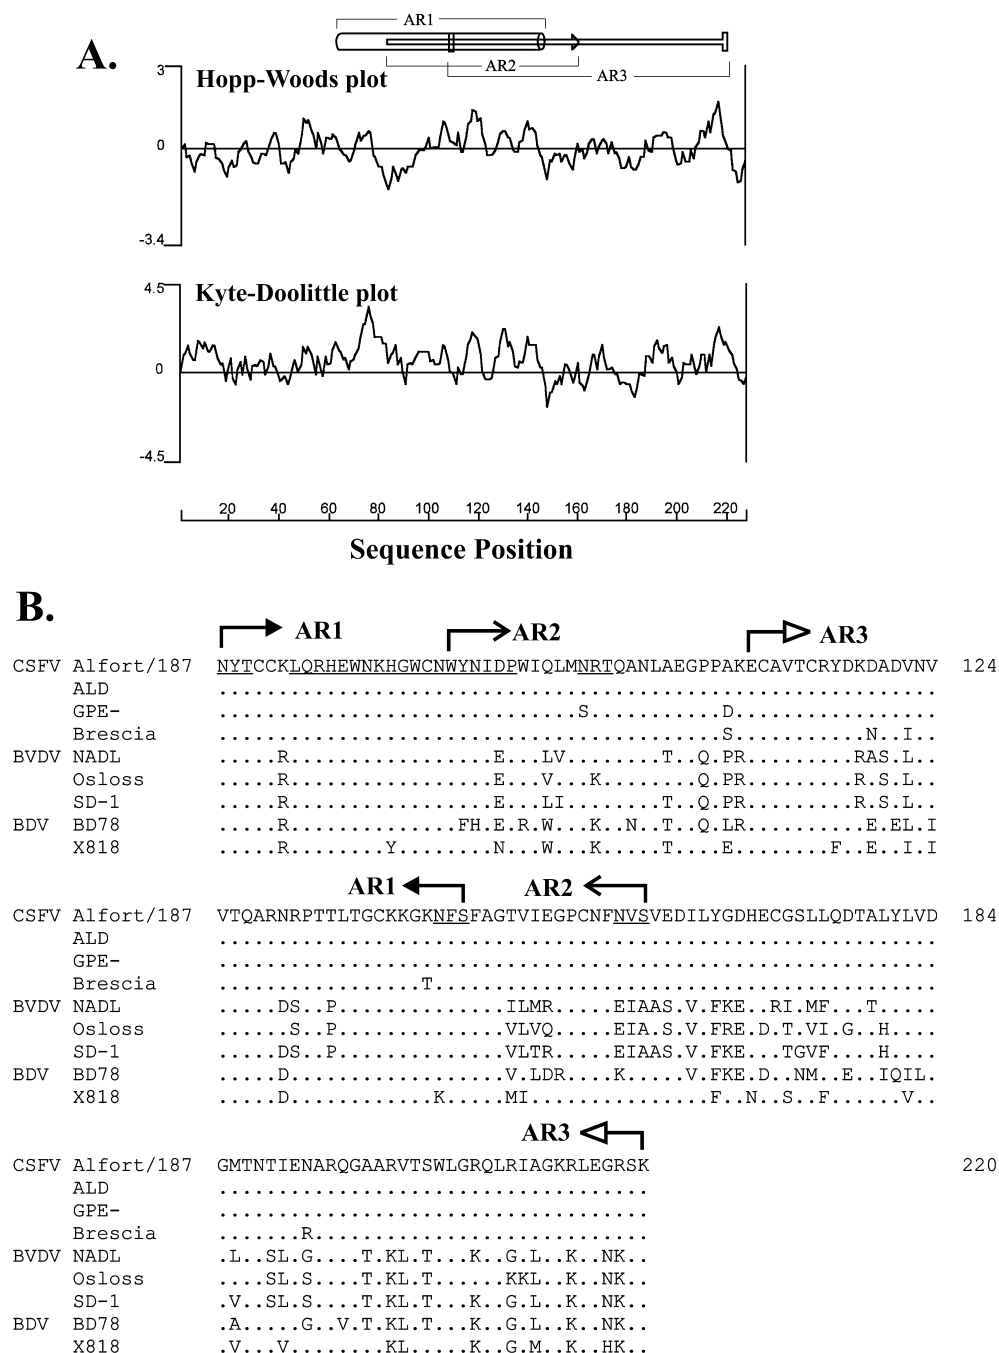 A.
AR1
AR2
AR3
Hopp-Woods plot
3
0
-3.4
Kyte-Doolittle plot
4.5
0
-4.5
20 40 60 80 100 120 140 160 180 200 220
Sequence Position
B.
AR1 AR2 AR3
CSFV Alfort/187 NYTCCKLQRHEWNKHGWCNWYNIDPWIQLMNRTQANLAEGPPAKECAVTCRYDKDADVNV 124
ALD ............................................................
GPE- ..............................S...........D.................
Brescia ..........................................S...........N..I..
BVDV NADL .....R.................E...LV........T..Q.PR.........RAS.L..
Osloss .....R.................E...V...K........Q.PR.........R.S.L..
SD-1 .....R.................E...LI........T..Q.PR.........R.S.L..
BDV BD78 .....R..............FH.E.R.W...K..N..T..Q.LR..........E.EL.I
X818 .....R........Y........N...W...K.....T....E........F..E..I.I
AR1 AR2
CSFV Alfort/187 VTQARNRPTTLTGCKKGKNFSFAGTVIEGPCNFNVSVEDILYGDHECGSLLQDTALYLVD 184
ALD ............................................................
GPE- ............................................................
Brescia .................T..........................................
BVDV NADL .....DS..P..............ILMR.....EIAAS.V.FKE..RI.MF...T.....
Osloss ......S..P..............VLVQ.....EIA.S.V.FRE.D.T.VI.G..H....
SD-1 .....DS..P..............VLTR.....EIAAS.V.FKE...TGVF....H....
BDV BD78 .....D..................V.LDR....K.....V.FKE.D..NM..E..IQIL.
X818 .....D............K.....MI...............F..N..S..F......V..
AR3
CSFV Alfort/187 GMTNTIENARQGAARVTSWLGRQLRIAGKRLEGRSK 220
ALD ....................................
GPE- ....................................
Brescia .......R............................
BVDV NADL .L..SL.G....T.KL.T...K..G.L..K..NK..
Osloss ....SL.S....T.KL.T......KKL..K..NK..
SD-1 .V..SL.S....T.KL.T...K..G.L..K..NK..
BDV BD78 .A.....G..V.T.KL.T...K..G.L..K..NK..
X818 .V...V........KL.....K..G.M..K..HK..